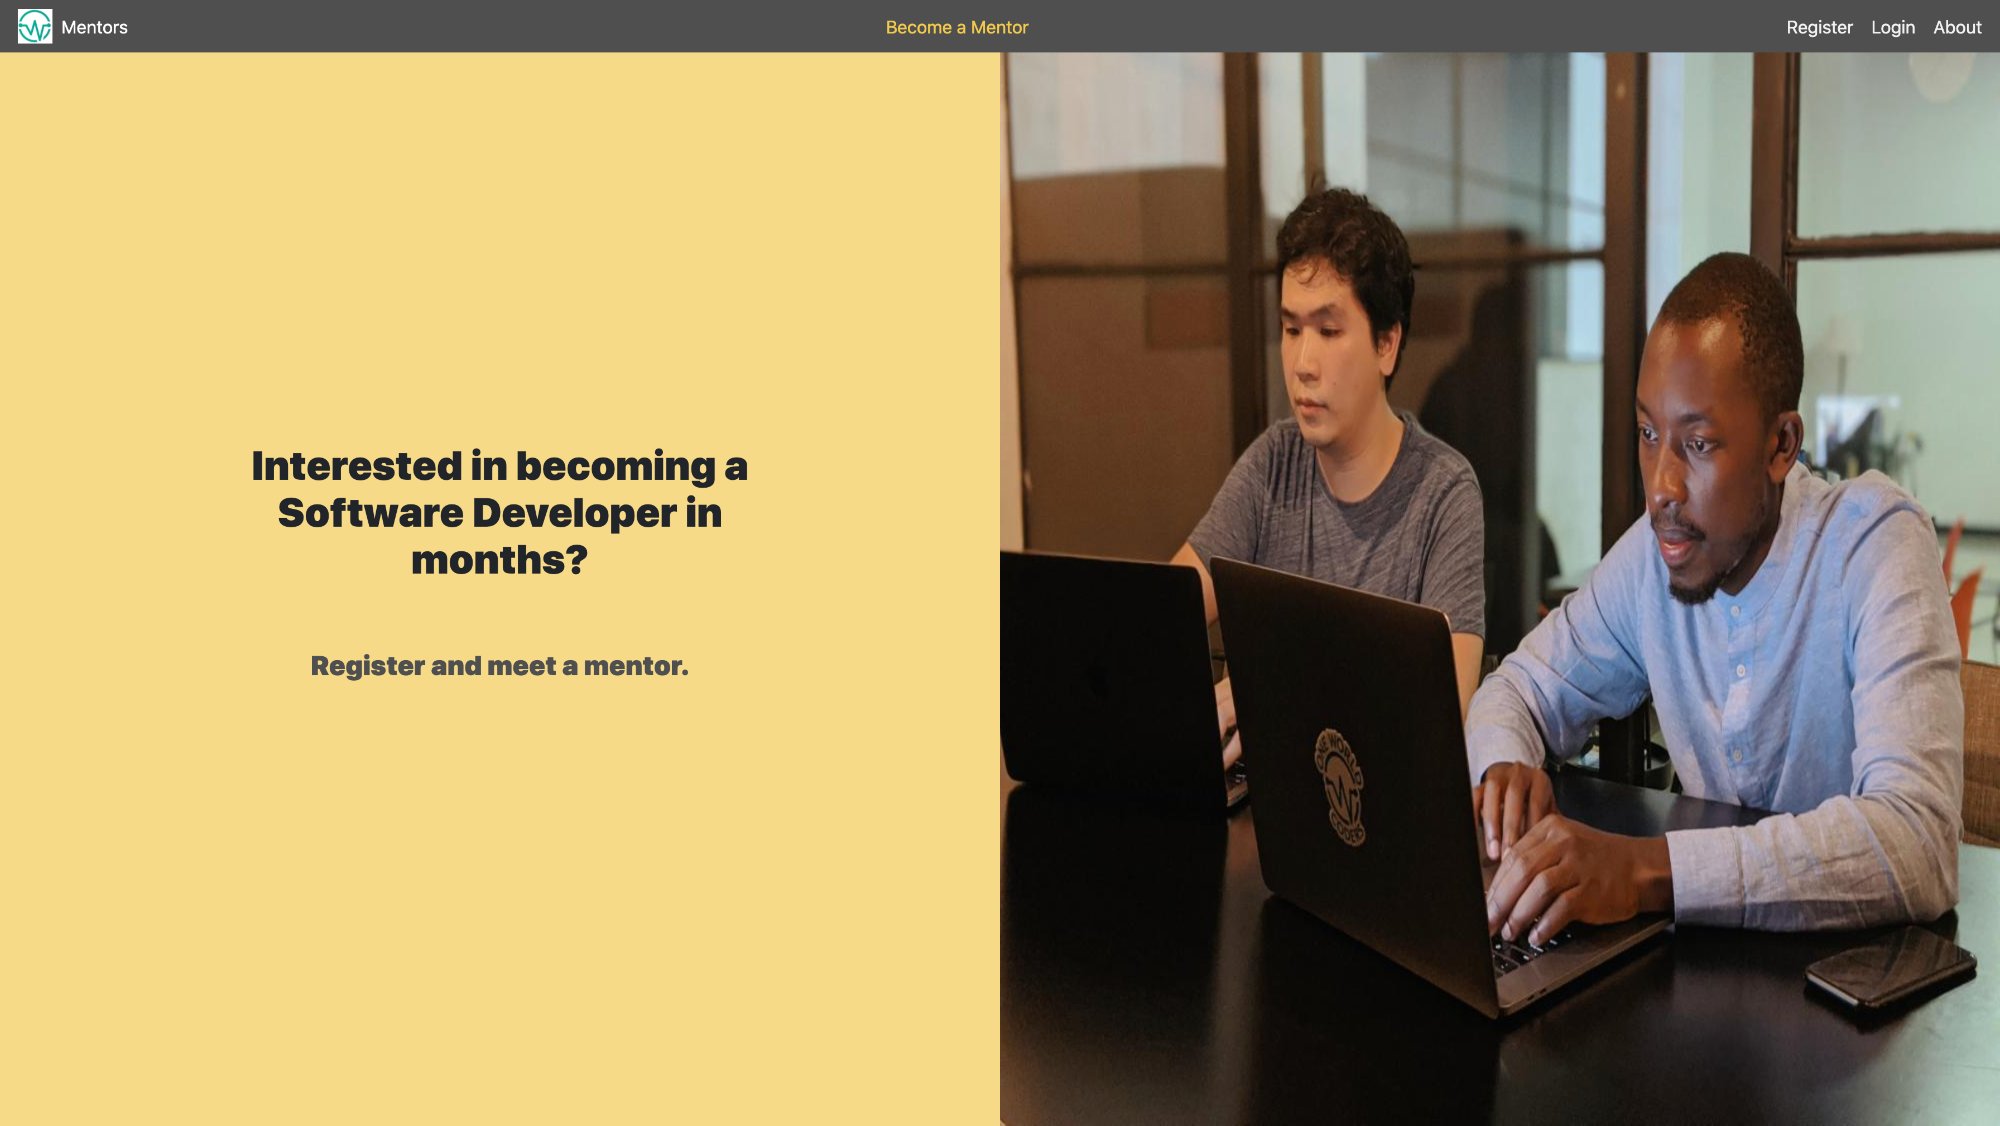 Mentors
Become a Mentor
Register
Login
About
Interested in becoming a
Software Developer in
months?
Register and meet a mentor.
ONE WORLD
CODERS